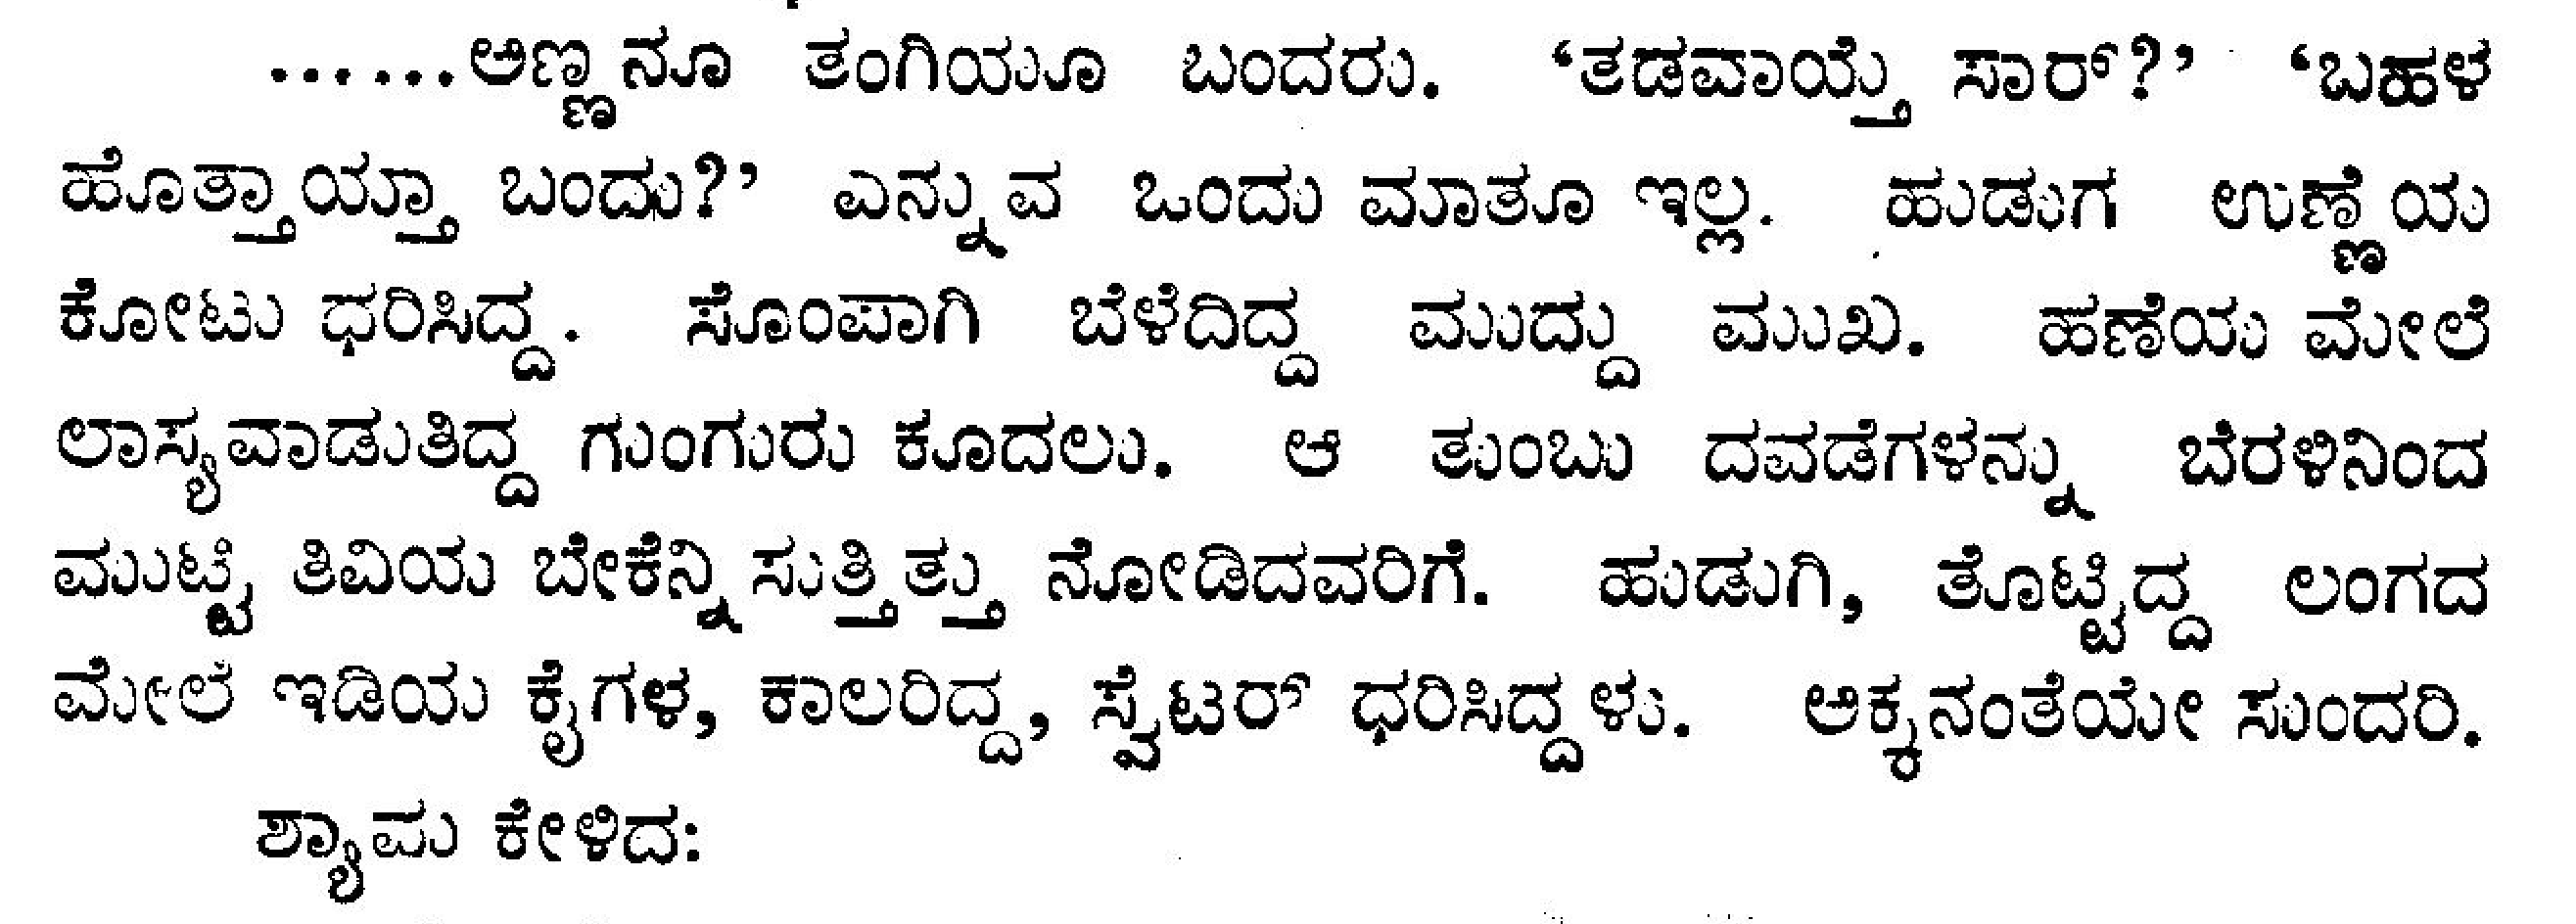 ......ಅಣ್ಣನೂ ತಂಗಿಯೂ ಬಂದರು. ‘ತಡವಾಯ್ತೆ ಸಾರ್?’ ‘ಬಹಳ
ಹೊತ್ತಾಯ್ತಾ ಬಂದು?’ ಎನ್ನುವ ಒಂದು ಮಾತೂ ಇಲ್ಲ. ಹುಡುಗ ಉಣ್ಣೆಯ
ಕೋಟು ಧರಿಸಿದ್ದ. ಸೊಂಪಾಗಿ ಬೆಳೆದಿದ್ದ ಮುದ್ದು ಮುಖ. ಹಣೆಯ ಮೇಲೆ
ಲಾಸ್ಯವಾಡುತಿದ್ದ ಗುಂಗುರು ಕೂದಲು. ಆ ತುಂಬು ದವಡೆಗಳನ್ನು ಬೆರಳಿನಿಂದ
ಮುಟ್ಟಿ ತಿವಿಯ ಬೇಕೆನ್ನಿಸುತ್ತಿತ್ತು ನೋಡಿದವರಿಗೆ. ಹುಡುಗಿ, ತೊಟ್ಟಿದ್ದ ಲಂಗದ
ಮೇಲೆ ಇಡಿಯ ಕೈಗಳ, ಕಾಲರಿದ್ದ, ಸ್ವೆಟರ್ ಧರಿಸಿದ್ದಳು. ಅಕ್ಕನಂತೆಯೇ ಸುಂದರಿ.
ಶ್ಯಾಮ ಕೇಳಿದ: